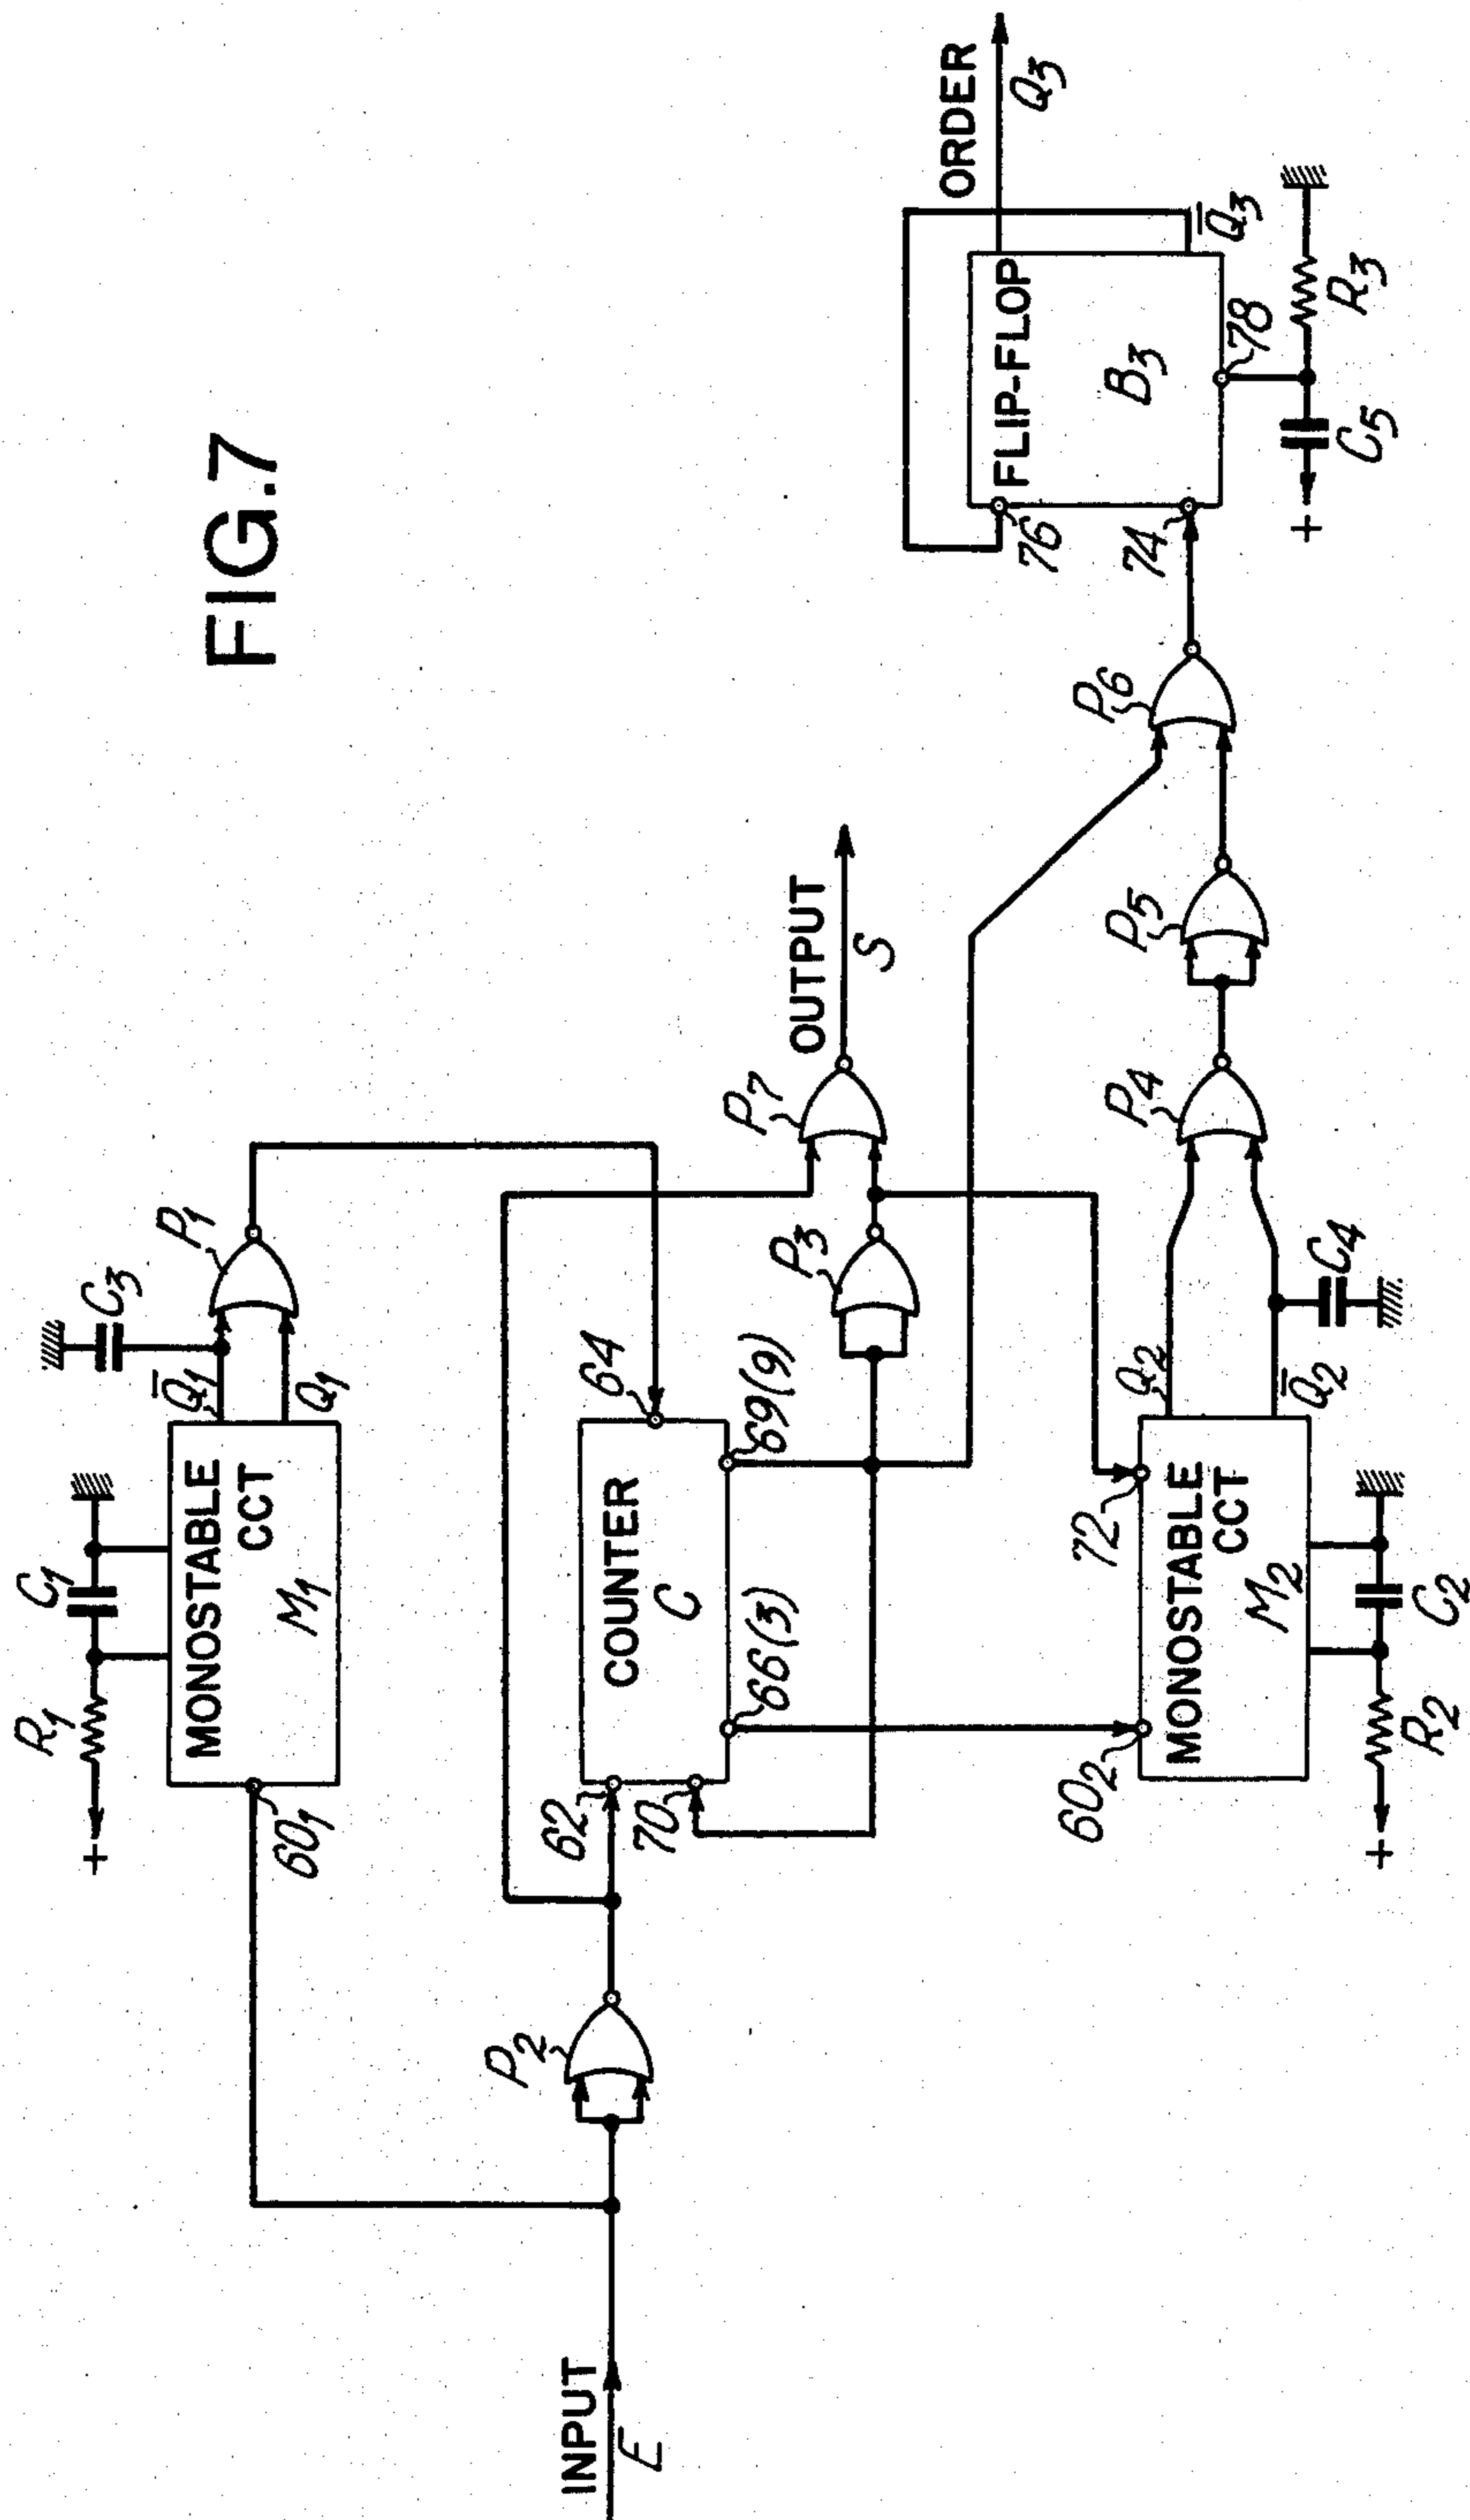 FIG.7
R1
C1
+
MONOSTABLE
CCT
M1
601
Q̅1
Q1
C3
P1
INPUT
E
P2
62
70
COUNTER
C
64
66(3)
69(9)
P3
P7
OUTPUT
S
602
72
MONOSTABLE
CCT
M2
Q2
Q̅2
R2
C2
+
C4
P4
P5
P6
74
76
FLIP-FLOP
B3
78
ORDER
Q3
Q̅3
C5
R3
+